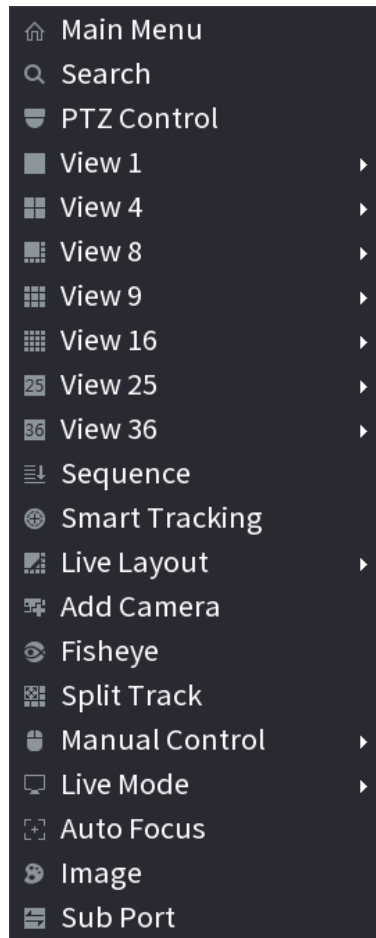 Main Menu
Search
PTZ Control
View 1
View 4
View 8
View 9
View 16
25 View 25
36 View 36
Sequence
Smart Tracking
Live Layout
Add Camera
Fisheye
Split Track
Manual Control
Live Mode
Auto Focus
Image
Sub Port